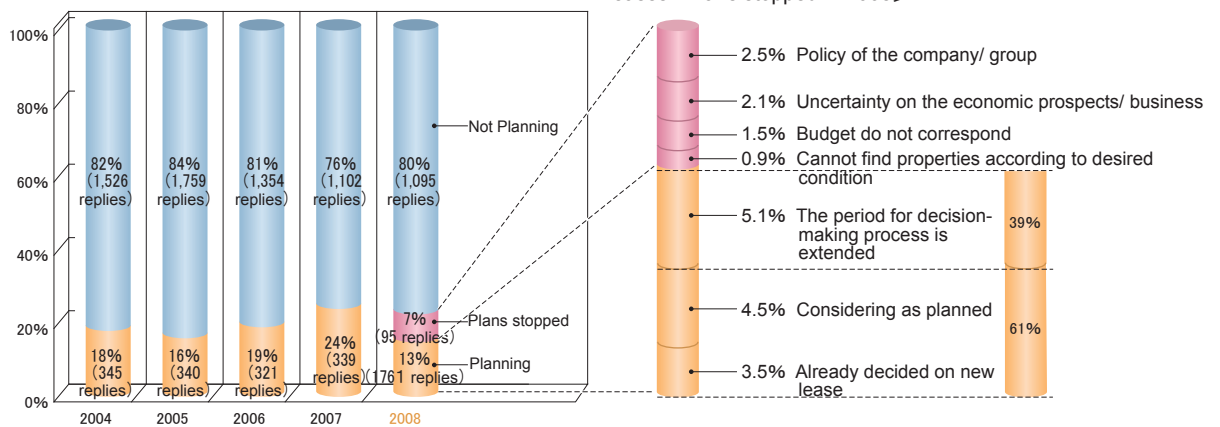 100%
80%
60%
40%
20%
0%
82%
(1,526
replies)
84%
(1,759
replies)
81%
(1,354
replies)
76%
(1,102
replies)
80%
(1,095
replies)
18%
(345
replies)
16%
(340
replies)
19%
(321
replies)
24%
(339
replies)
7%
(95 replies)
13%
(1761 replies)
Not Planning
Plans stopped
Planning
2004
2005
2006
2007
2008
2.5% Policy of the company/ group
2.1% Uncertainty on the economic prospects/ business
1.5% Budget do not correspond
0.9% Cannot find properties according to desired
condition
5.1% The period for decision-
making process is
extended
4.5% Considering as planned
3.5% Already decided on new
lease
39%
61%